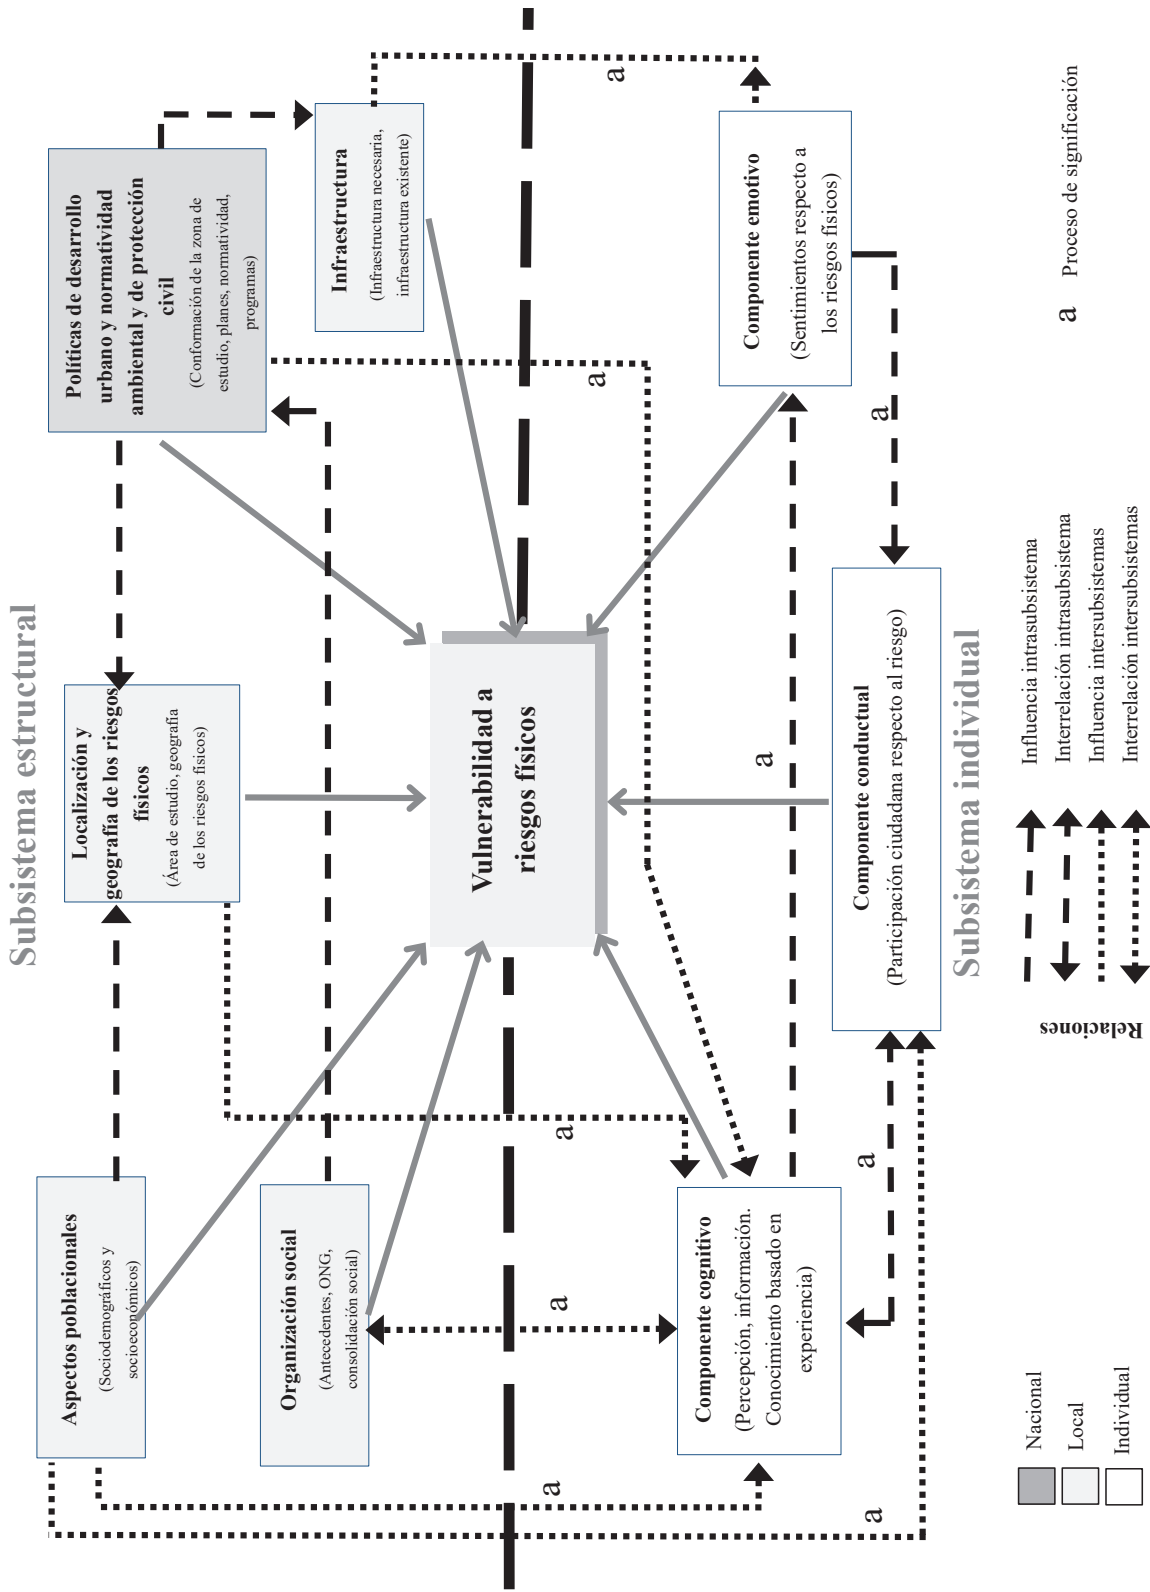 Subsistema estructural
Aspectos poblacionales
(Sociodemográficos y
socioeconómicos)
Localización y
geografía de los riesgos
físicos
(Área de estudio, geografía
de los riesgos físicos)
Políticas de desarrollo
urbano y normatividad
ambiental y de protección
civil
(Conformación de la zona de
estudio, planes, normatividad,
programas)
Organización social
(Antecedentes, ONG,
consolidación social)
Infraestructura
(Infraestructura necesaria,
infraestructura existente)
Vulnerabilidad a
riesgos físicos
a
a
a
a
a
Componente cognitivo
(Percepción, información.
Conocimiento basado en
experiencia)
a
Componente emotivo
(Sentimientos respecto a
los riesgos físicos)
a
a
a
Componente conductual
(Participación ciudadana respecto al riesgo)
Subsistema individual
Nacional
Local
Individual
Relaciones
Influencia intrasubsistema
Interrelación intrasubsistema
Influencia intersubsistemas
Interrelación intersubsistemas
a Proceso de significación